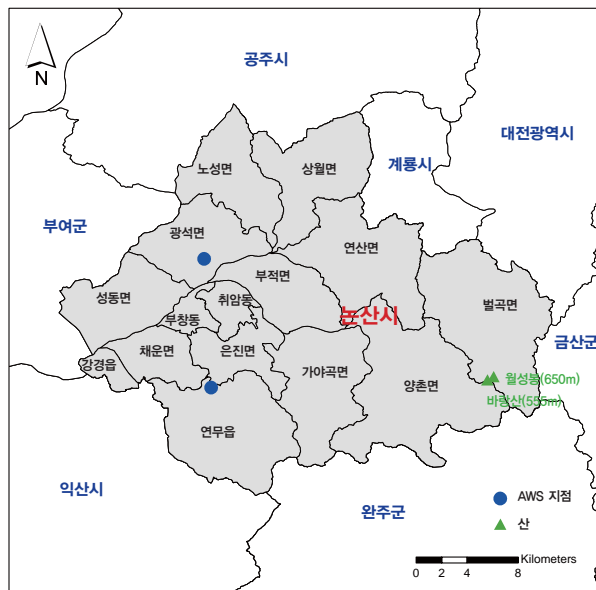 공주시
N
대전광역시
계룡시
노성면
상월면
부여군
광석면
연산면
부적면
성동면
취암동
벌곡면
부창동
논산시
금산군
채운면
은진면
강경읍
가야곡면
양촌면
월성봉(650m)
바랑산(555m)
연무읍
익산시
AWS 지점
완주군
산
Kilometers
0 2 4 8